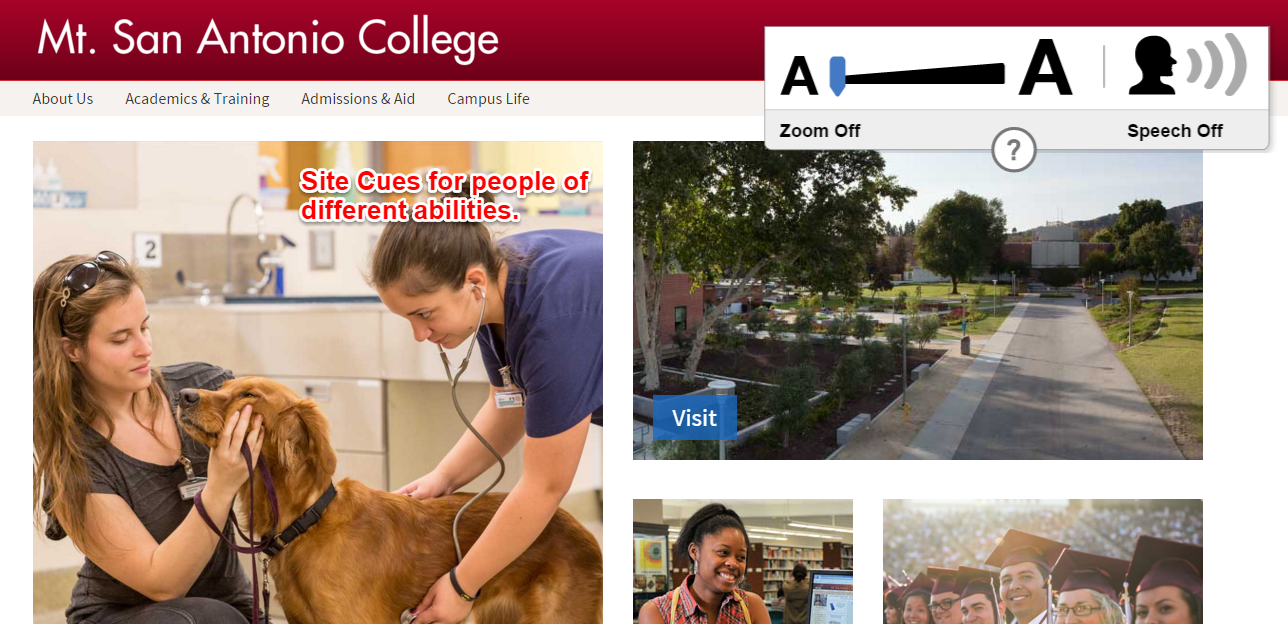 Mt. San Antonio College
A A
Zoom Off
Speech Off
?
About Us
Academics & Training
Admissions & Aid
Campus Life
Site Cues for people of
different abilities.
2
Visit